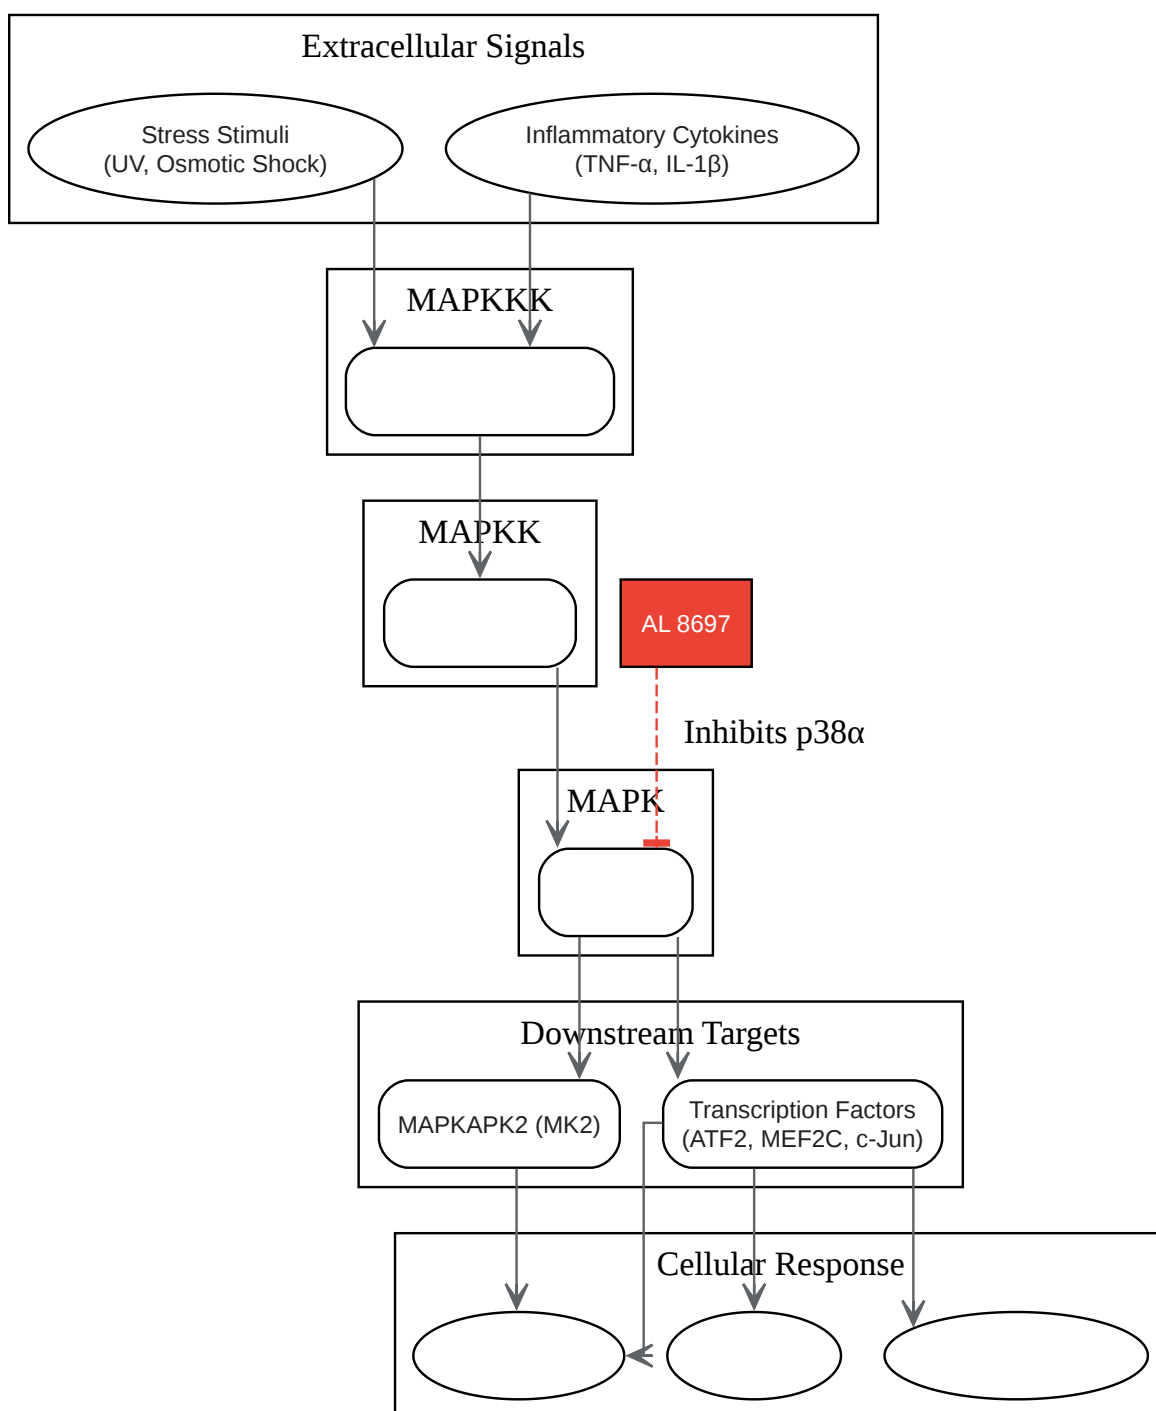 Extracellular Signals
Stress Stimuli
(UV, Osmotic Shock)
Inflammatory Cytokines
(TNF-α, IL-1β)
MAPKKK
MAPKK
AL 8697
Inhibits p38α
MAPK
Downstream Targets
MAPKAPK2 (MK2)
Transcription Factors
(ATF2, MEF2C, c-Jun)
Cellular Response